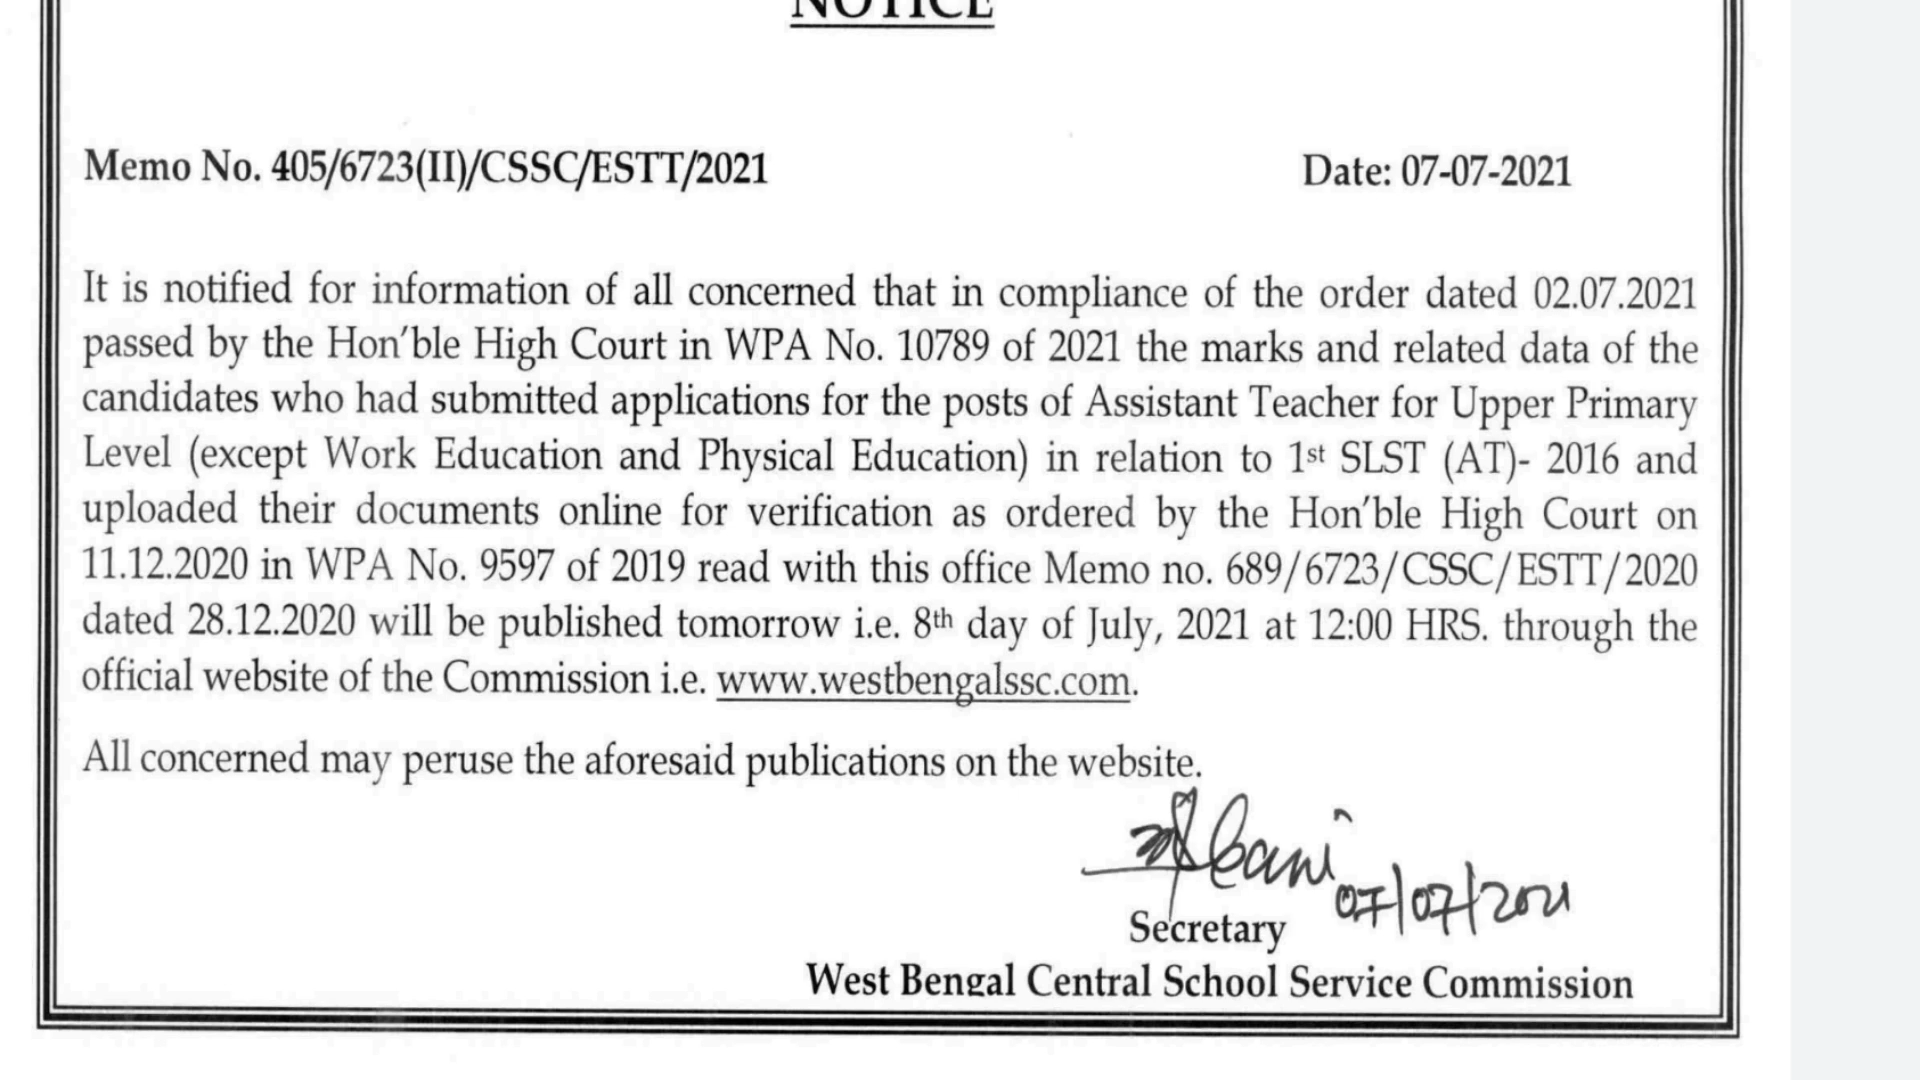 NOTICE
Memo No. 405/6723(II)/CSSC/ESTT/2021 Date: 07-07-2021
It is notified for information of all concerned that in compliance of the order dated 02.07.2021
passed by the Hon'ble High Court in WPA No. 10789 of 2021 the marks and related data of the
candidates who had submitted applications for the posts of Assistant Teacher for Upper Primary
Level (except Work Education and Physical Education) in relation to 1st SLST (AT)- 2016 and
uploaded their documents online for verification as ordered by the Hon'ble High Court on
11.12.2020 in WPA No. 9597 of 2019 read with this office Memo no. 689/6723/CSSC/ESTT/2020
dated 28.12.2020 will be published tomorrow i.e. 8th day of July, 2021 at 12:00 HRS. through the
official website of the Commission i.e. www.westbengalssc.com.
All concerned may peruse the aforesaid publications on the website.
07/07/2021
Secretary
West Bengal Central School Service Commission